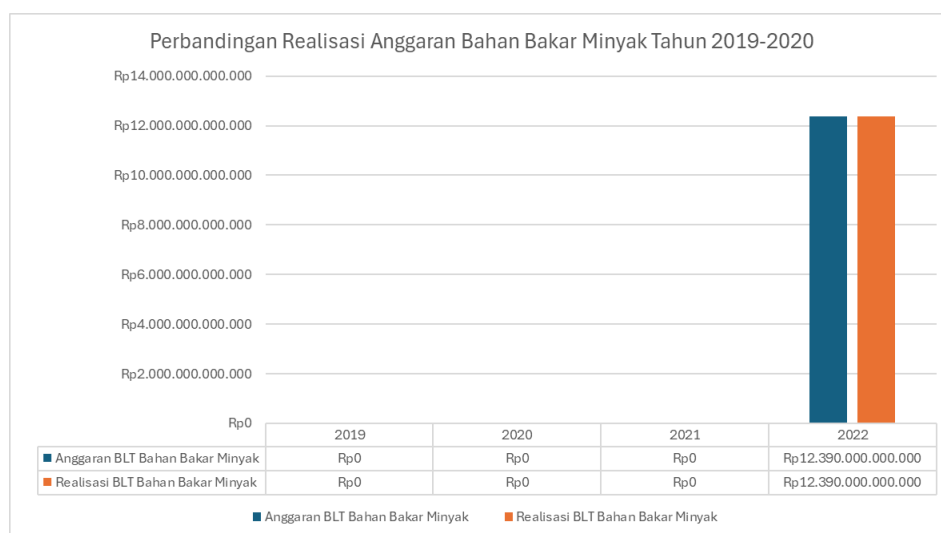 Perbandingan Realisasi Anggaran Bahan Bakar Minyak Tahun 2019-2020
Rp14.000.000.000.000
Rp12.000.000.000.000
Rp10.000.000.000.000
Rp8.000.000.000.000
Rp6.000.000.000.000
Rp4.000.000.000.000
Rp2.000.000.000.000
Rp0
2019 2020 2021 2022
Anggaran BLT Bahan Bakar Minyak Rp0 Rp0 Rp0 Rp12.390.000.000.000
Realisasi BLT Bahan Bakar Minyak Rp0 Rp0 Rp0 Rp12.390.000.000.000
Anggaran BLT Bahan Bakar Minyak Realisasi BLT Bahan Bakar Minyak